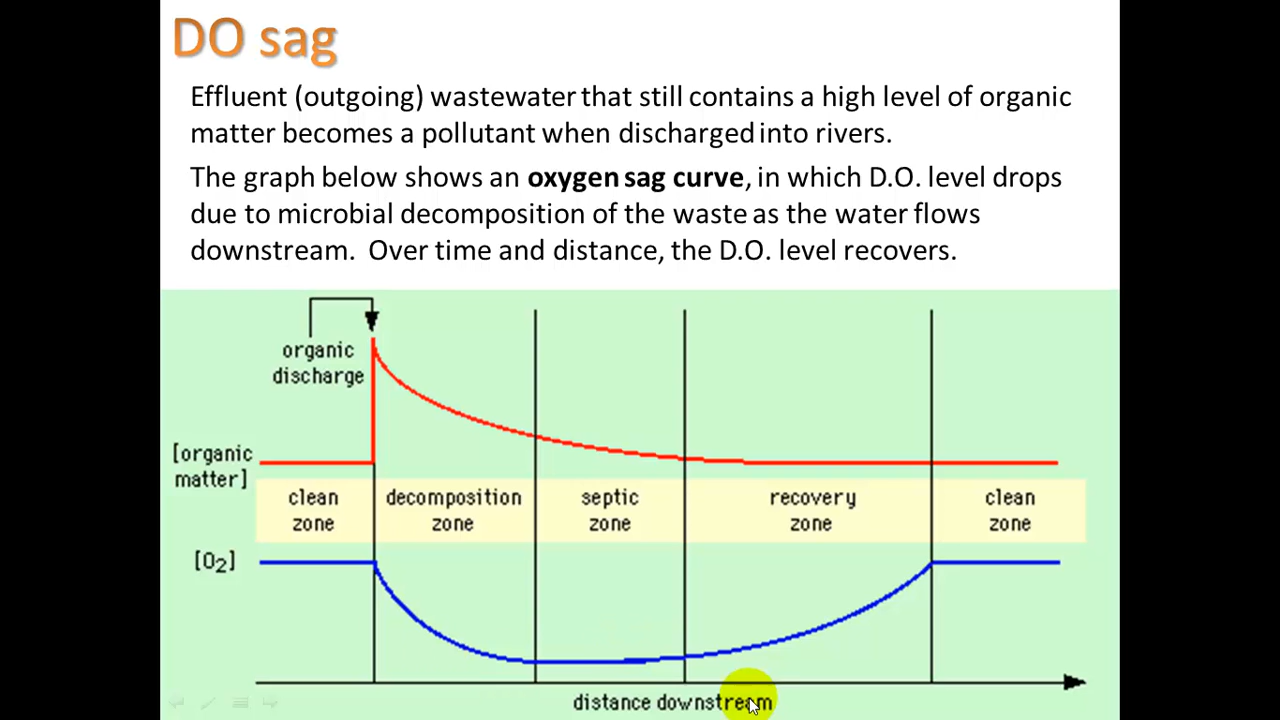 DO sag
Effluent (outgoing) wastewater that still contains a high level of organic
matter becomes a pollutant when discharged into rivers.
The graph below shows an oxygen sag curve, in which D.O. level drops
due to microbial decomposition of the waste as the water flows
downstream.  Over time and distance, the D.O. level recovers.
organic
discharge
[organic
matter]
clean
zone
decomposition
zone
septic
zone
recovery
zone
clean
zone
[O2]
distance downstream